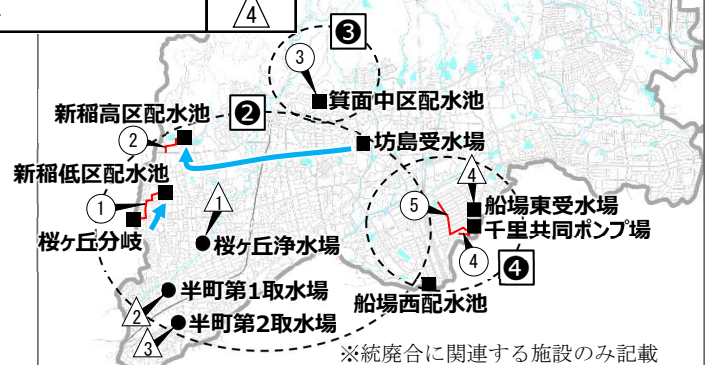 4
❸
3
箕面中区配水池
新稲高区配水池
❷
2
坊島受水場
新稲低区配水池
1
1
4
5
船場東受水場
桜ヶ丘分岐
桜ヶ丘浄水場
千里共同ポンプ場
4
❹
半町第1取水場
船場西配水池
2
半町第2取水場
3
※統廃合に関連する施設のみ記載